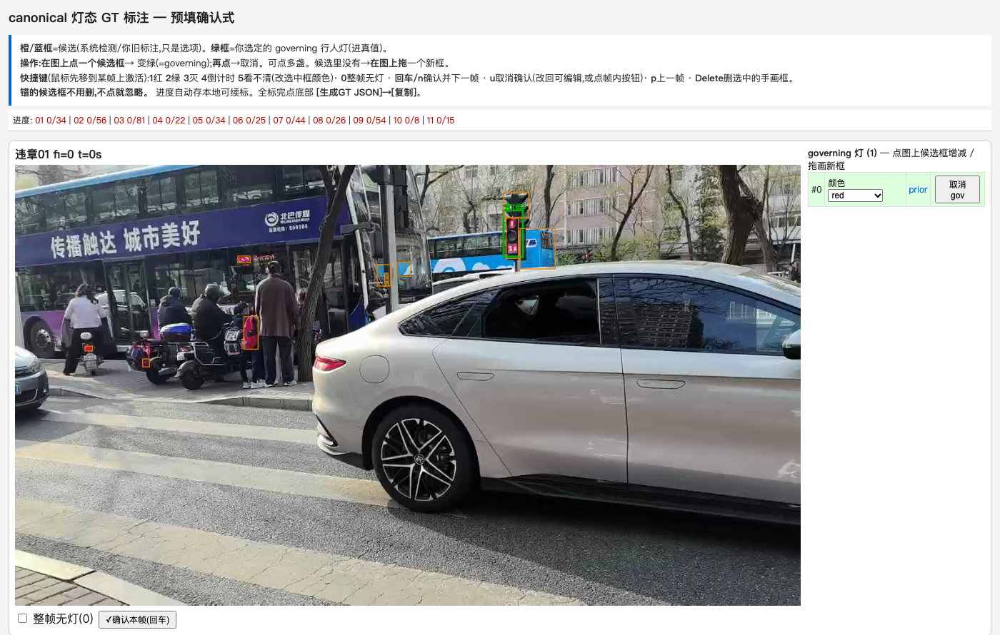 canonical 灯态 GT 标注 — 预填确认式
橙/蓝框=候选(系统检测/你旧标注,只是选项)。绿框=你选定的 governing 行人灯(进真值)。
操作:在图上点一个候选框→ 变绿(=governing);再点→取消。可点多盏。候选里没有→在图上拖一个新框。
快捷键(鼠标先移到某帧上激活):1红 2绿 3灭 4倒计时 5看不清(改选中框颜色)· 0整帧无灯 · 回车/n确认并下一帧 · u取消确认(改回可编辑,或点帧内按钮)· p上一帧 · Delete删选中的手画框。
错的候选框不用删,不点就忽略。 进度自动存本地可续标。全标完点底部 [生成GT JSON]→[复制]。
进度: 01 0/34 | 02 0/56 | 03 0/81 | 04 0/22 | 05 0/34 | 06 0/25 | 07 0/44 | 08 0/26 | 09 0/54 | 10 0/8 | 11 0/15
违章01 fi=0 t=0s
governing 灯 (1) — 点图上候选框增减 / 
拖画新框
#0
颜色
red
prior
取消
gov
北巴传媒
传播触达 城市美好
整帧无灯(0)
✓确认本帧(回车)